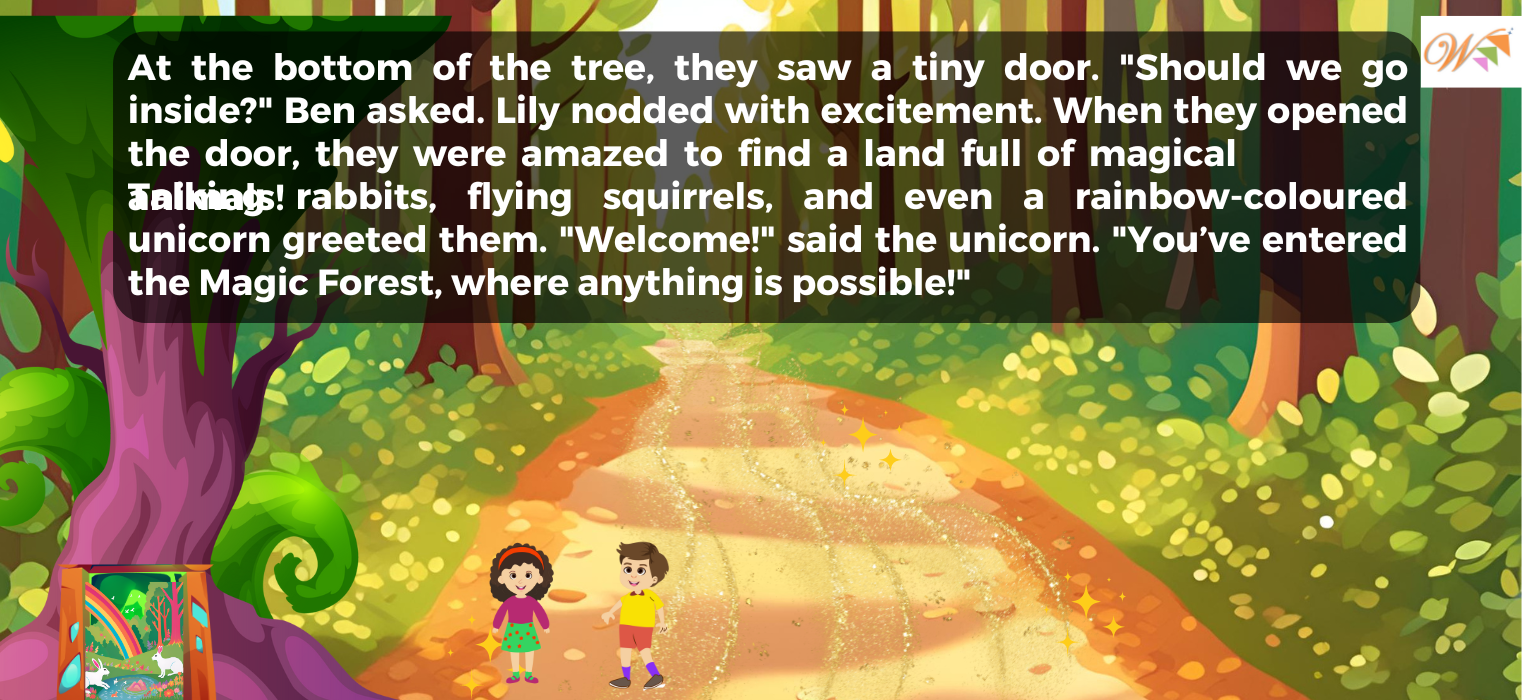 At the bottom of the tree, they saw a tiny door. "Should we go
inside?" Ben asked. Lily nodded with excitement. When they opened
the door, they were amazed to find a land full of magical
animals!
Talking rabbits, flying squirrels, and even a rainbow-coloured
unicorn greeted them. "Welcome!" said the unicorn. "You’ve entered
the Magic Forest, where anything is possible!"
W